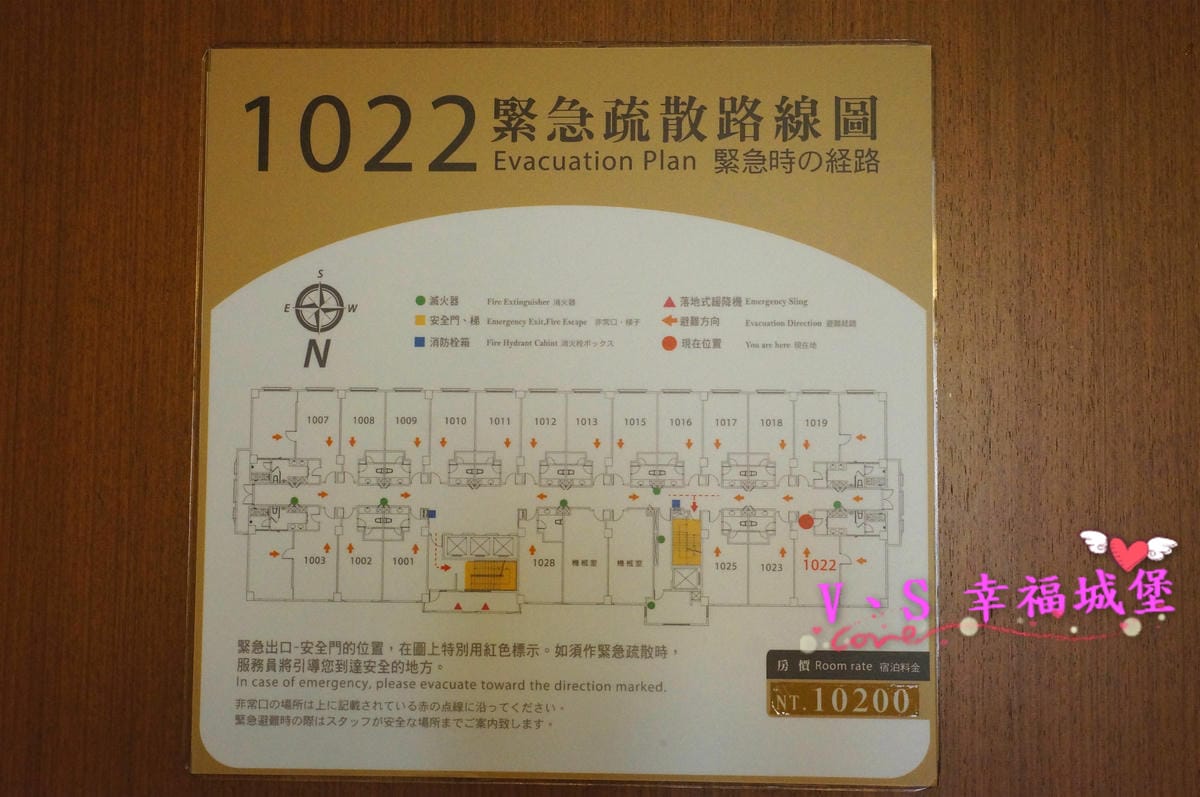 1022 緊急疏散路線圖
Evacuation Plan 緊急時の経路
S
E W
N
滅火器 Fire Extinguisher 消火器
落地式緩降機 Emergency Sling
安全門、梯 Emergency Exit,Fire Escape 非常口・梯子
避難方向 Evacuation Direction 避難経路
消防栓箱 Fire Hydrant Cabint 消火栓ボックス
現在位置 You are here 現在地
1007 1008 1009 1010 1011 1012 1013 1015 1016 1017 1018 1019
1003 1002 1001 1028 機械室 機械室 1025 1023 1022
V、S 幸福城堡
Love
緊急出口-安全門的位置，在圖上特別用紅色標示。如須作緊急疏散時，
服務員將引導您到達安全的地方。
In case of emergency, please evacuate toward the direction marked.
非常口の場所は上に記載されている赤の点線に沿ってください。
緊急避難時の際はスタッフが安全な場所までご案内致します。
房價 Room rate 宿泊料金
NT. 10200